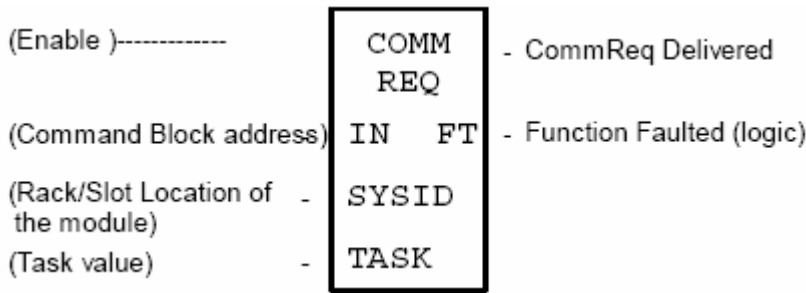 (Enable )-------------
COMM
REQ
- CommReq Delivered
(Command Block address)
IN FT
- Function Faulted (logic)
(Rack/Slot Location of
the module)
-
SYSID
(Task value)
-
TASK